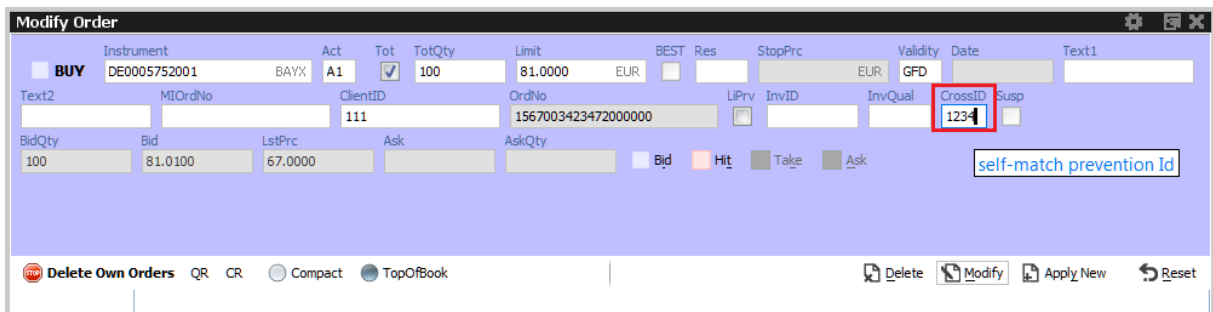 Modify Order
Instrument Act Tot TotQty Limit BEST Res StopPrc Validity Date Text1
BUY DE0005752001 BAYX A1 100 81.0000 EUR EUR GFD
Text2 MIOrdNo ClientID OrdNo LiPrv InvID InvQual CrossID Susp
111 1567003423472000000 1234
BidQty Bid LstPrc Ask AskQty
100 81.0100 67.0000 Bid Hit Take Ask
self-match prevention Id
STOP Delete Own Orders QR CR Compact TopOfBook Delete Modify Apply New Reset